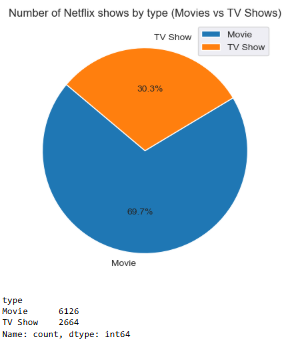 Number of Netflix shows by type (Movies vs TV Shows)
TV Show
Movie
TV Show
30.3%
69.7%
Movie
type
Movie 6126
TV Show 2664
Name: count, dtype: int64